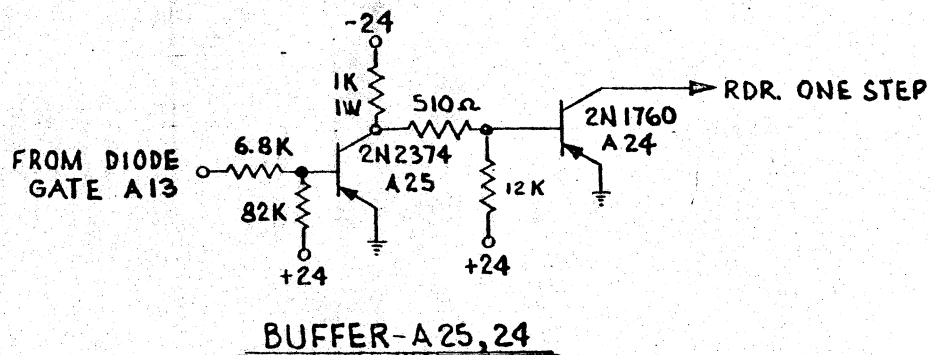 -24
1K
1W
510Ω
RDR. ONE STEP
2N1760
A24
FROM DIODE
GATE A13
6.8K
2N2374
A25
82K
12K
+24
+24
BUFFER-A25,24